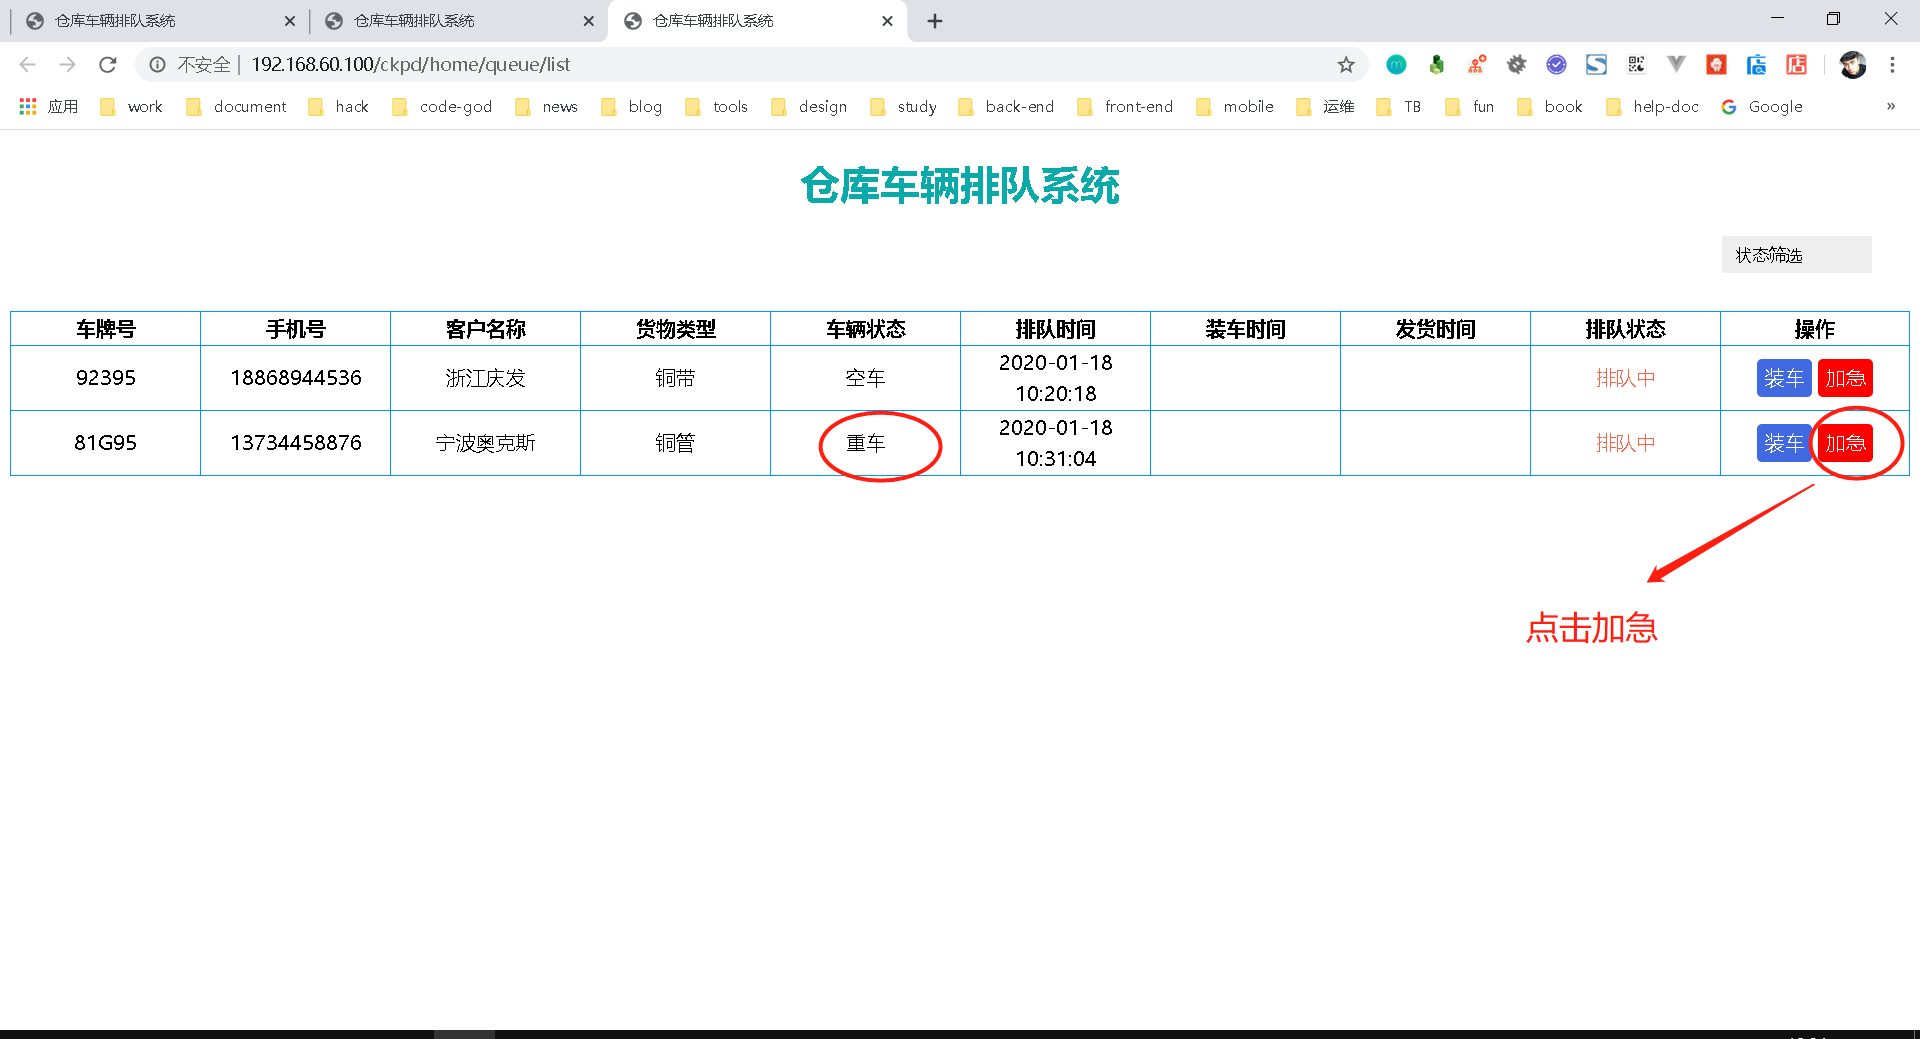 仓库车辆排队系统 仓库车辆排队系统 仓库车辆排队系统
不安全 | 192.168.60.100/ckpd/home/queue/list
应用 work document hack code-god news blog tools design study back-end front-end mobile 运维 TB fun book help-doc Google »
仓库车辆排队系统
状态筛选
车牌号 手机号 客户名称 货物类型 车辆状态 排队时间 装车时间 发货时间 排队状态 操作
92395 18868944536 浙江庆发 铜带 空车 2020-01-18 10:20:18 排队中 装车 加急
81G95 13734458876 宁波奥克斯 铜管 重车 2020-01-18 10:31:04 排队中 装车 加急
点击加急